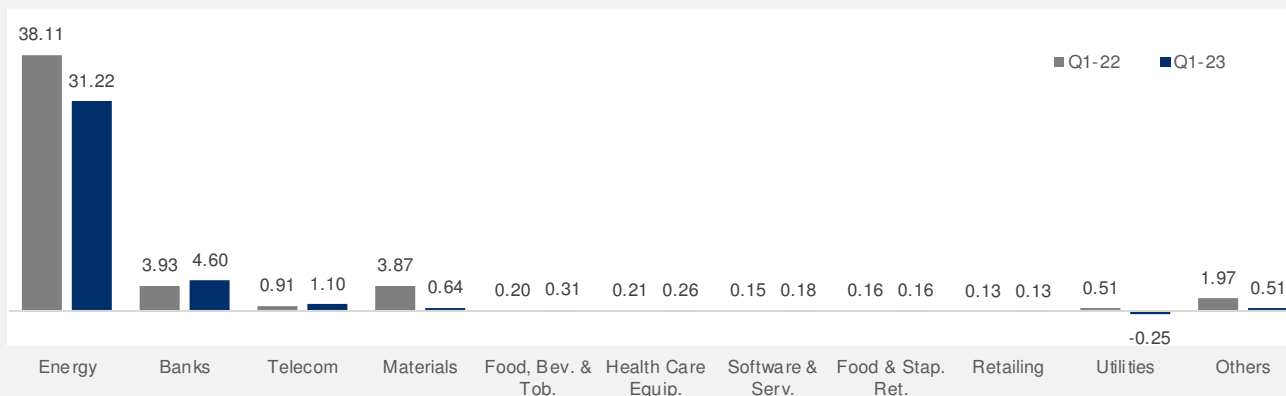 38.11
31.22
Q1-22 Q1-23
3.93 4.60
0.91 1.10
3.87 0.64
0.20 0.31
0.21 0.26
0.15 0.18
0.16 0.16
0.13 0.13
0.51 -0.25
1.97 0.51
Energy
Banks
Telecom
Materials
Food, Bev. &
Tob.
Health Care
Equip.
Software &
Serv.
Food & Stap.
Ret.
Retailing
Utilities
Others